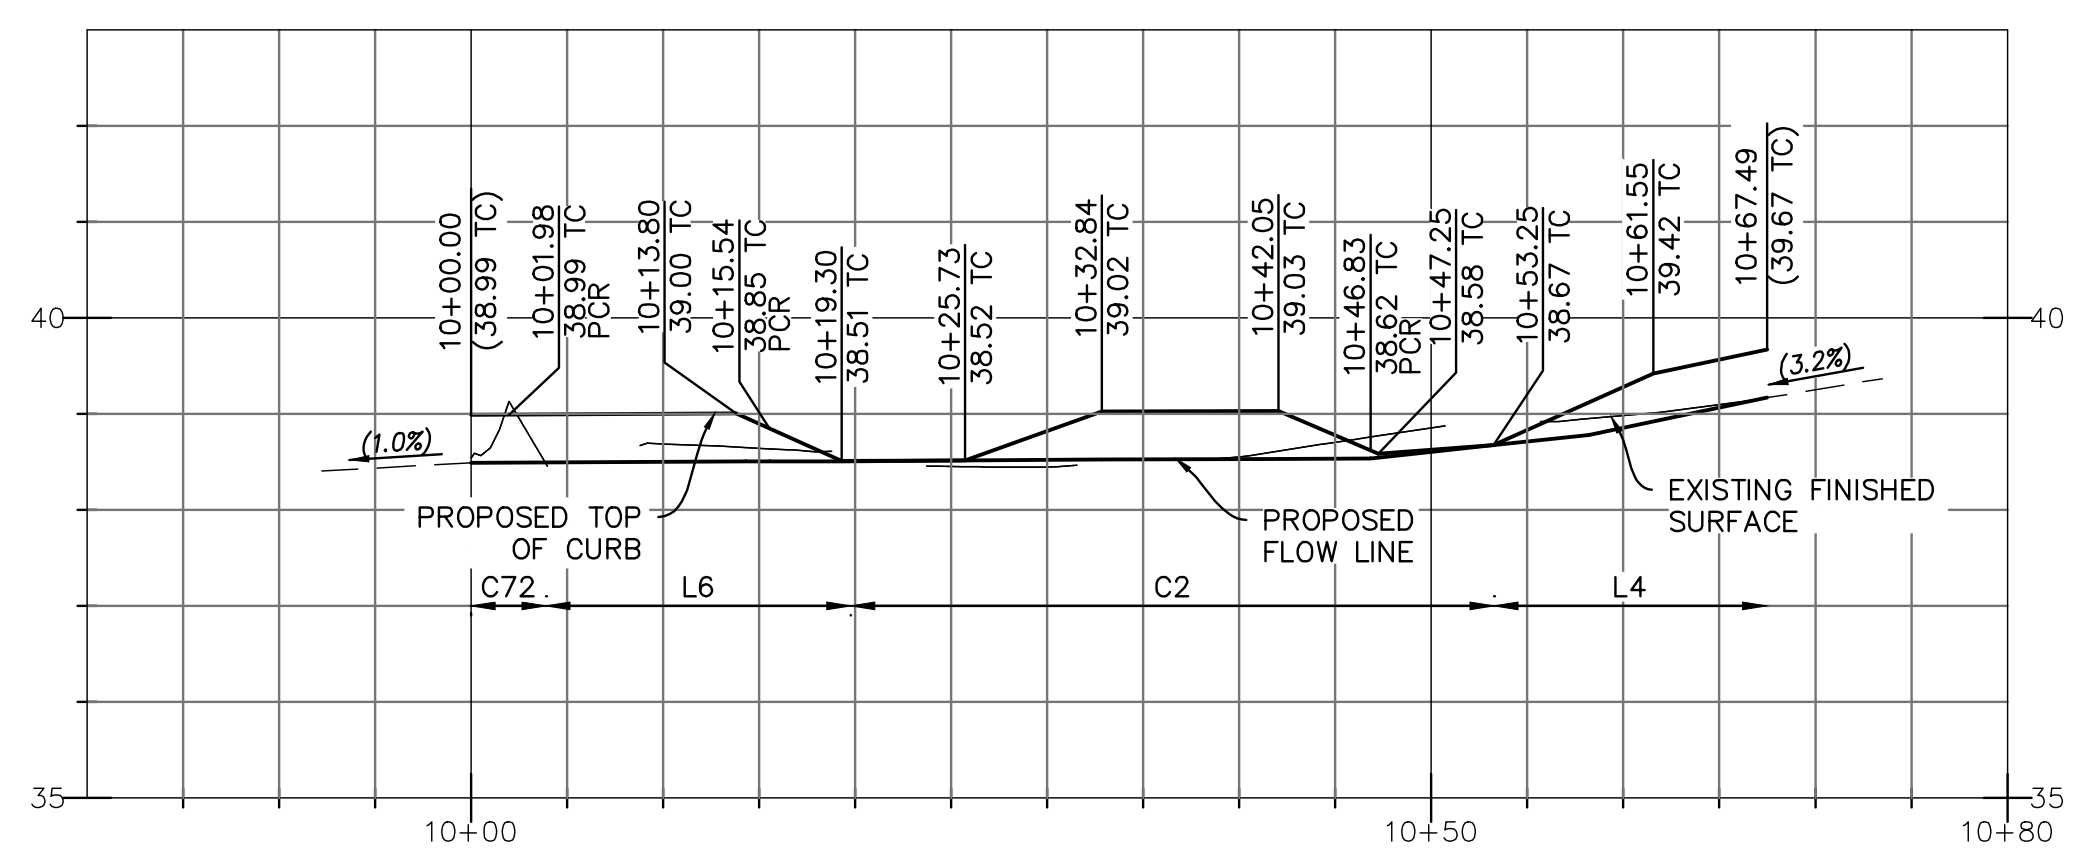 10+00.00
(38.99 TC)
10+01.98
38.99 TC
PCR
10+13.80
39.00 TC
10+15.54
38.85 TC
PCR
10+19.30
38.51 TC
10+25.73
38.52 TC
10+32.84
39.02 TC
10+42.05
39.03 TC
10+46.83
38.62 TC
PCR
10+47.25
38.58 TC
10+53.25
38.67 TC
10+61.55
39.42 TC
10+67.49
(39.67 TC)
40
40
(3.2%)
(1.0%)
PROPOSED TOP
OF CURB
PROPOSED
FLOW LINE
EXISTING FINISHED
SURFACE
C72
L6
C2
L4
35
35
10+00
10+50
10+80